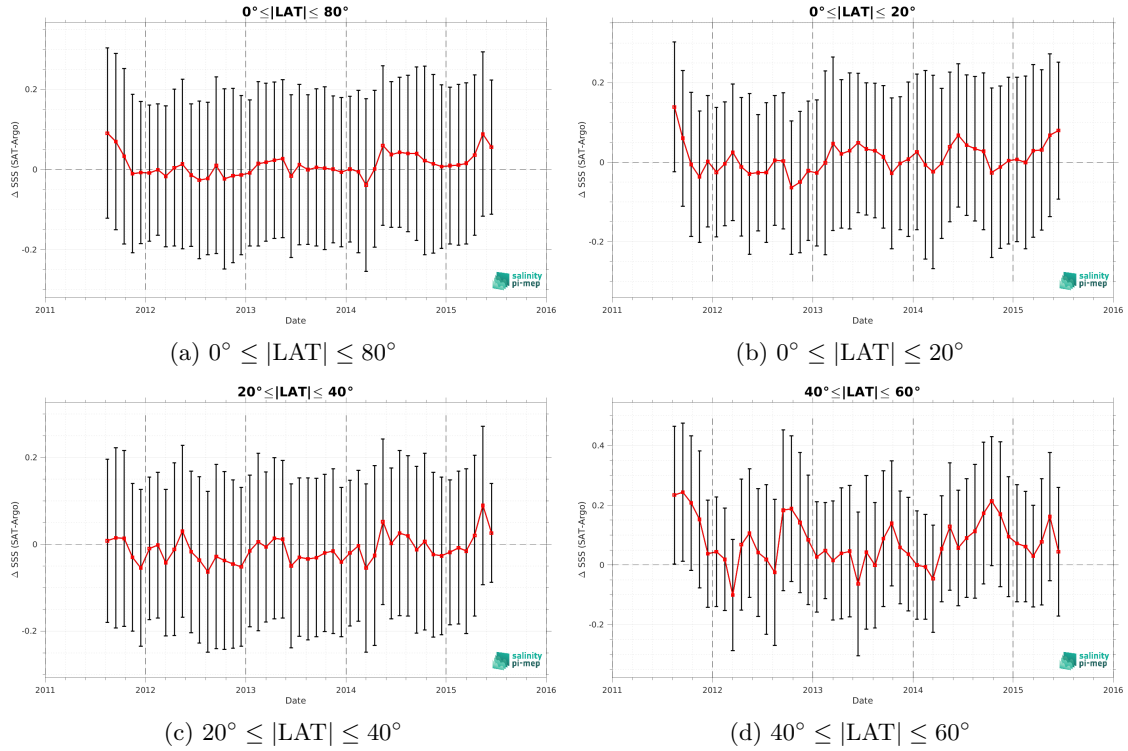 0°≤|LAT|≤ 80°
Δ SSS (SAT-Argo)
0.2
0
-0.2
2011 2012 2013 2014 2015 2016
Date
salinity
pi-mep
(a) 0° ≤ |LAT| ≤ 80°
0°≤|LAT|≤ 20°
Δ SSS (SAT-Argo)
0.2
0
-0.2
2011 2012 2013 2014 2015 2016
Date
salinity
pi-mep
(b) 0° ≤ |LAT| ≤ 20°
20°≤|LAT|≤ 40°
Δ SSS (SAT-Argo)
0.2
0
-0.2
2011 2012 2013 2014 2015 2016
Date
salinity
pi-mep
(c) 20° ≤ |LAT| ≤ 40°
40°≤|LAT|≤ 60°
Δ SSS (SAT-Argo)
0.4
0.2
0
-0.2
2011 2012 2013 2014 2015 2016
Date
salinity
pi-mep
(d) 40° ≤ |LAT| ≤ 60°